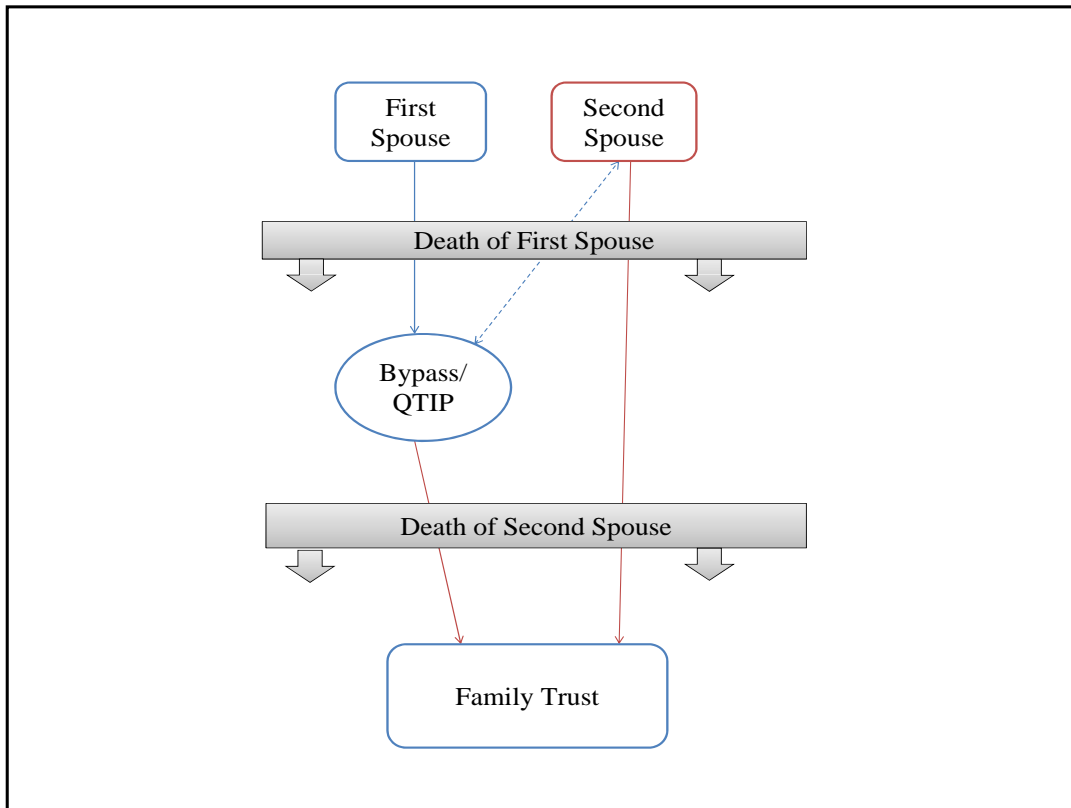 First
Spouse
Second
Spouse
Death of First Spouse
Bypass/
QTIP
Death of Second Spouse
Family Trust